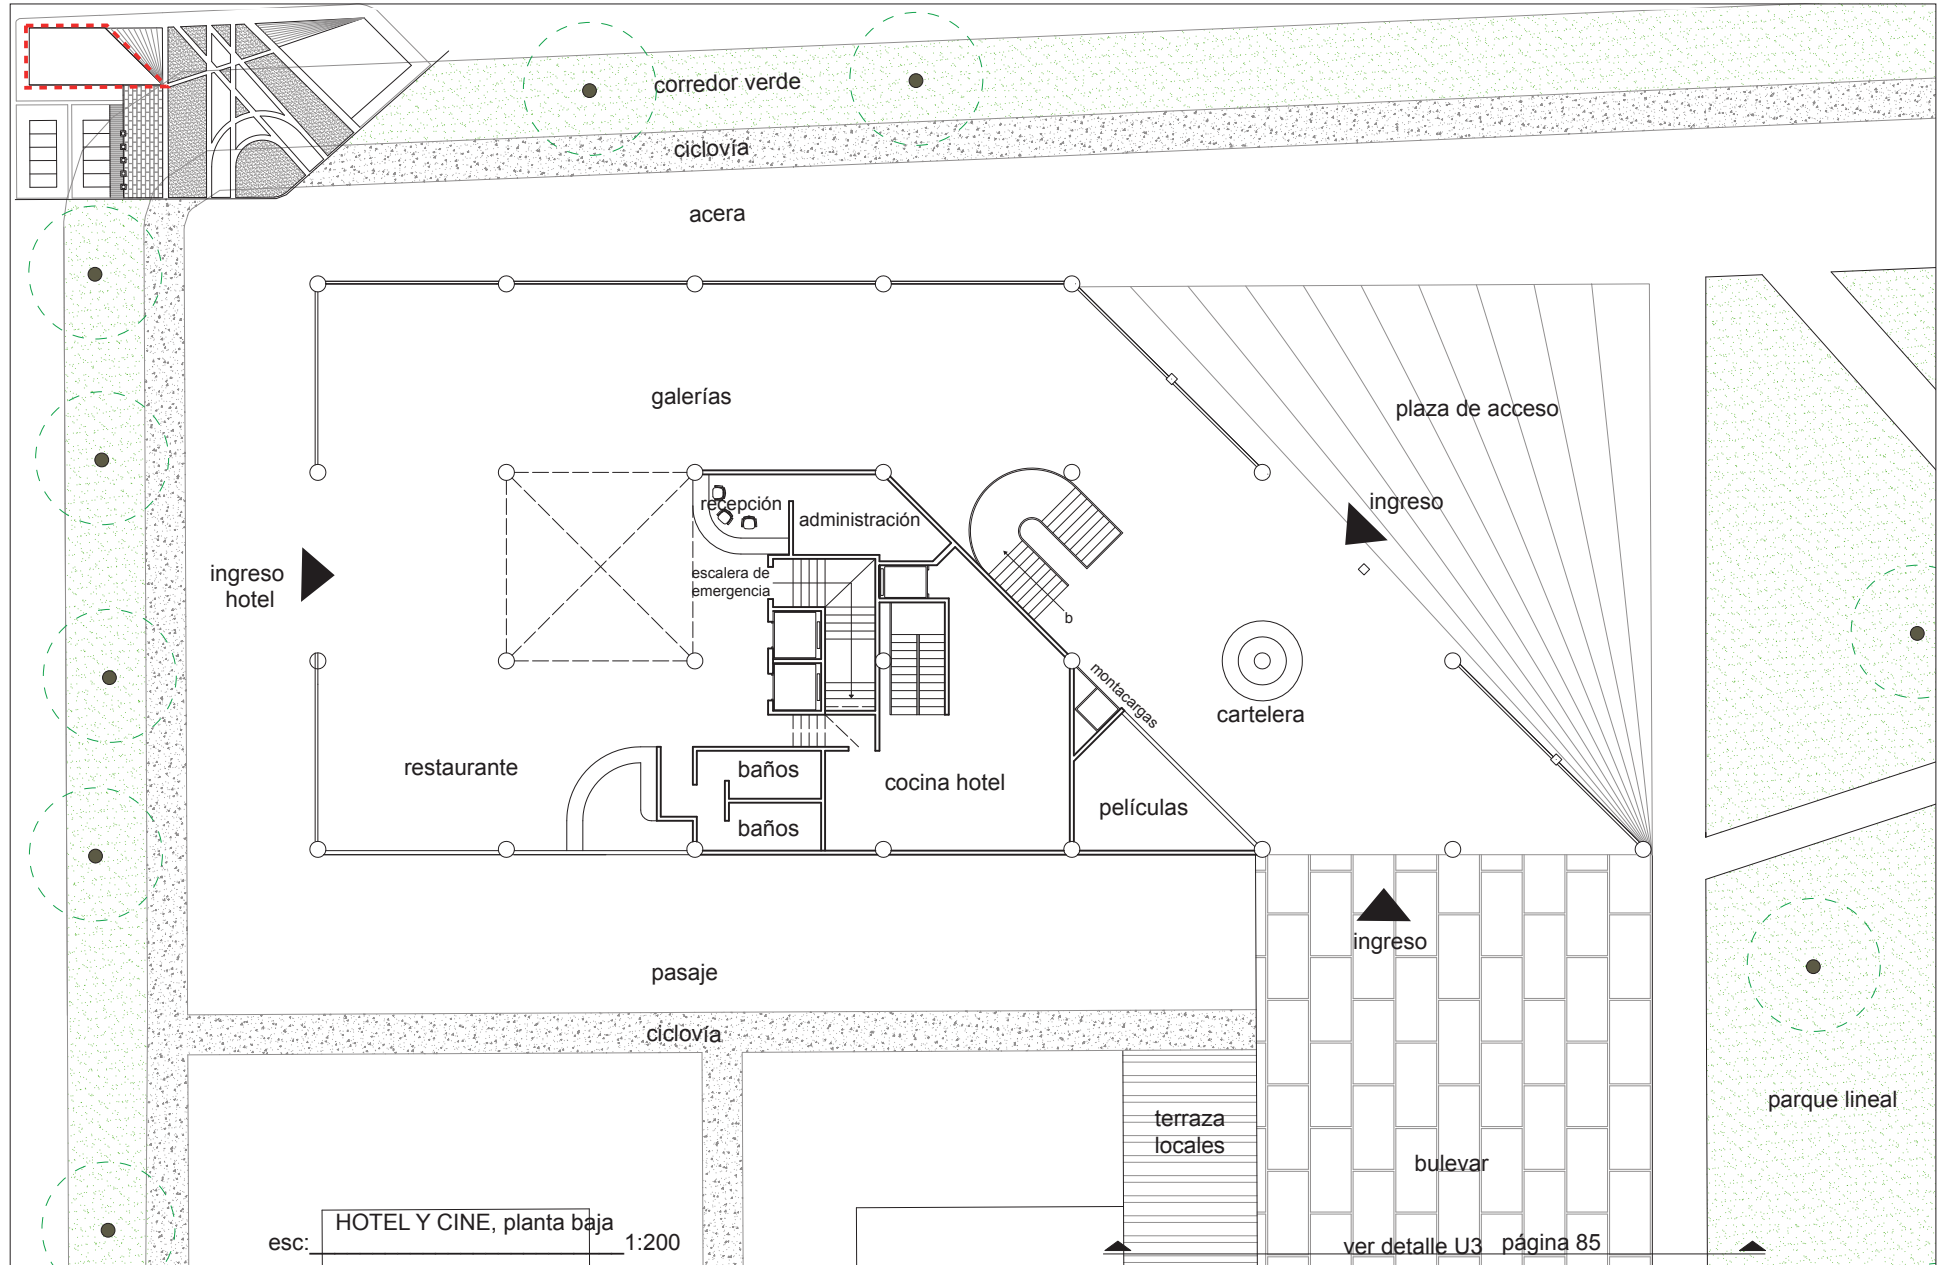 corredor verde
ciclovía
acera
galerías
plaza de acceso
recepción
administración
ingreso
escalera de
emergencia
ingreso
hotel
b
montacargas
cartelera
restaurante
baños
cocina hotel
películas
baños
ingreso
pasaje
ciclovía
parque lineal
terraza
locales
bulevar
HOTEL Y CINE, planta baja
esc: 1:200
ver detalle U3 página 85